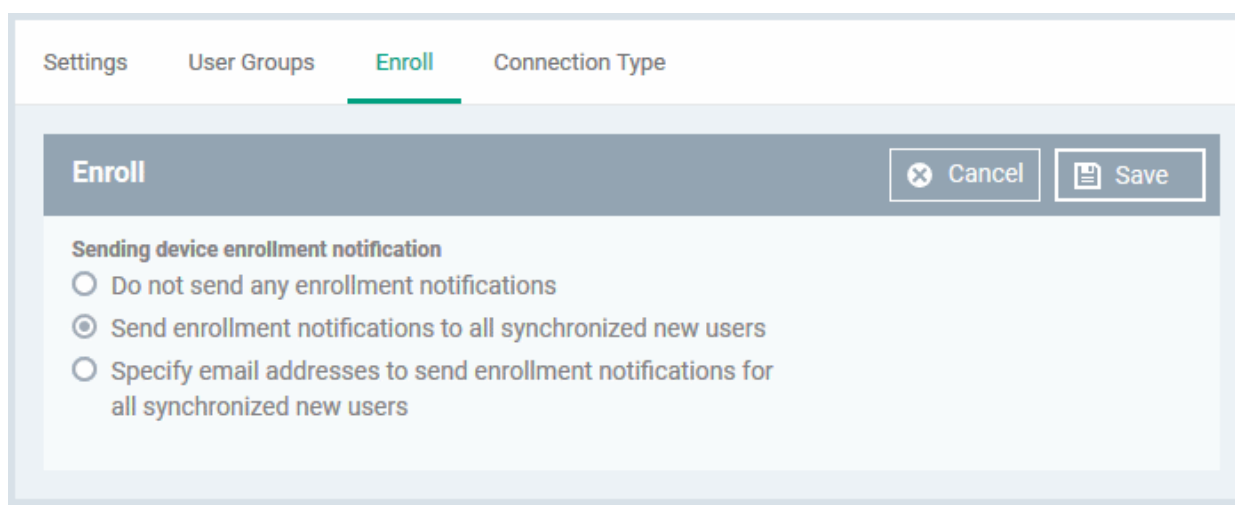 Settings User Groups Enroll Connection Type
Enroll Cancel Save
Sending device enrollment notification
Do not send any enrollment notifications
Send enrollment notifications to all synchronized new users
Specify email addresses to send enrollment notifications for
all synchronized new users